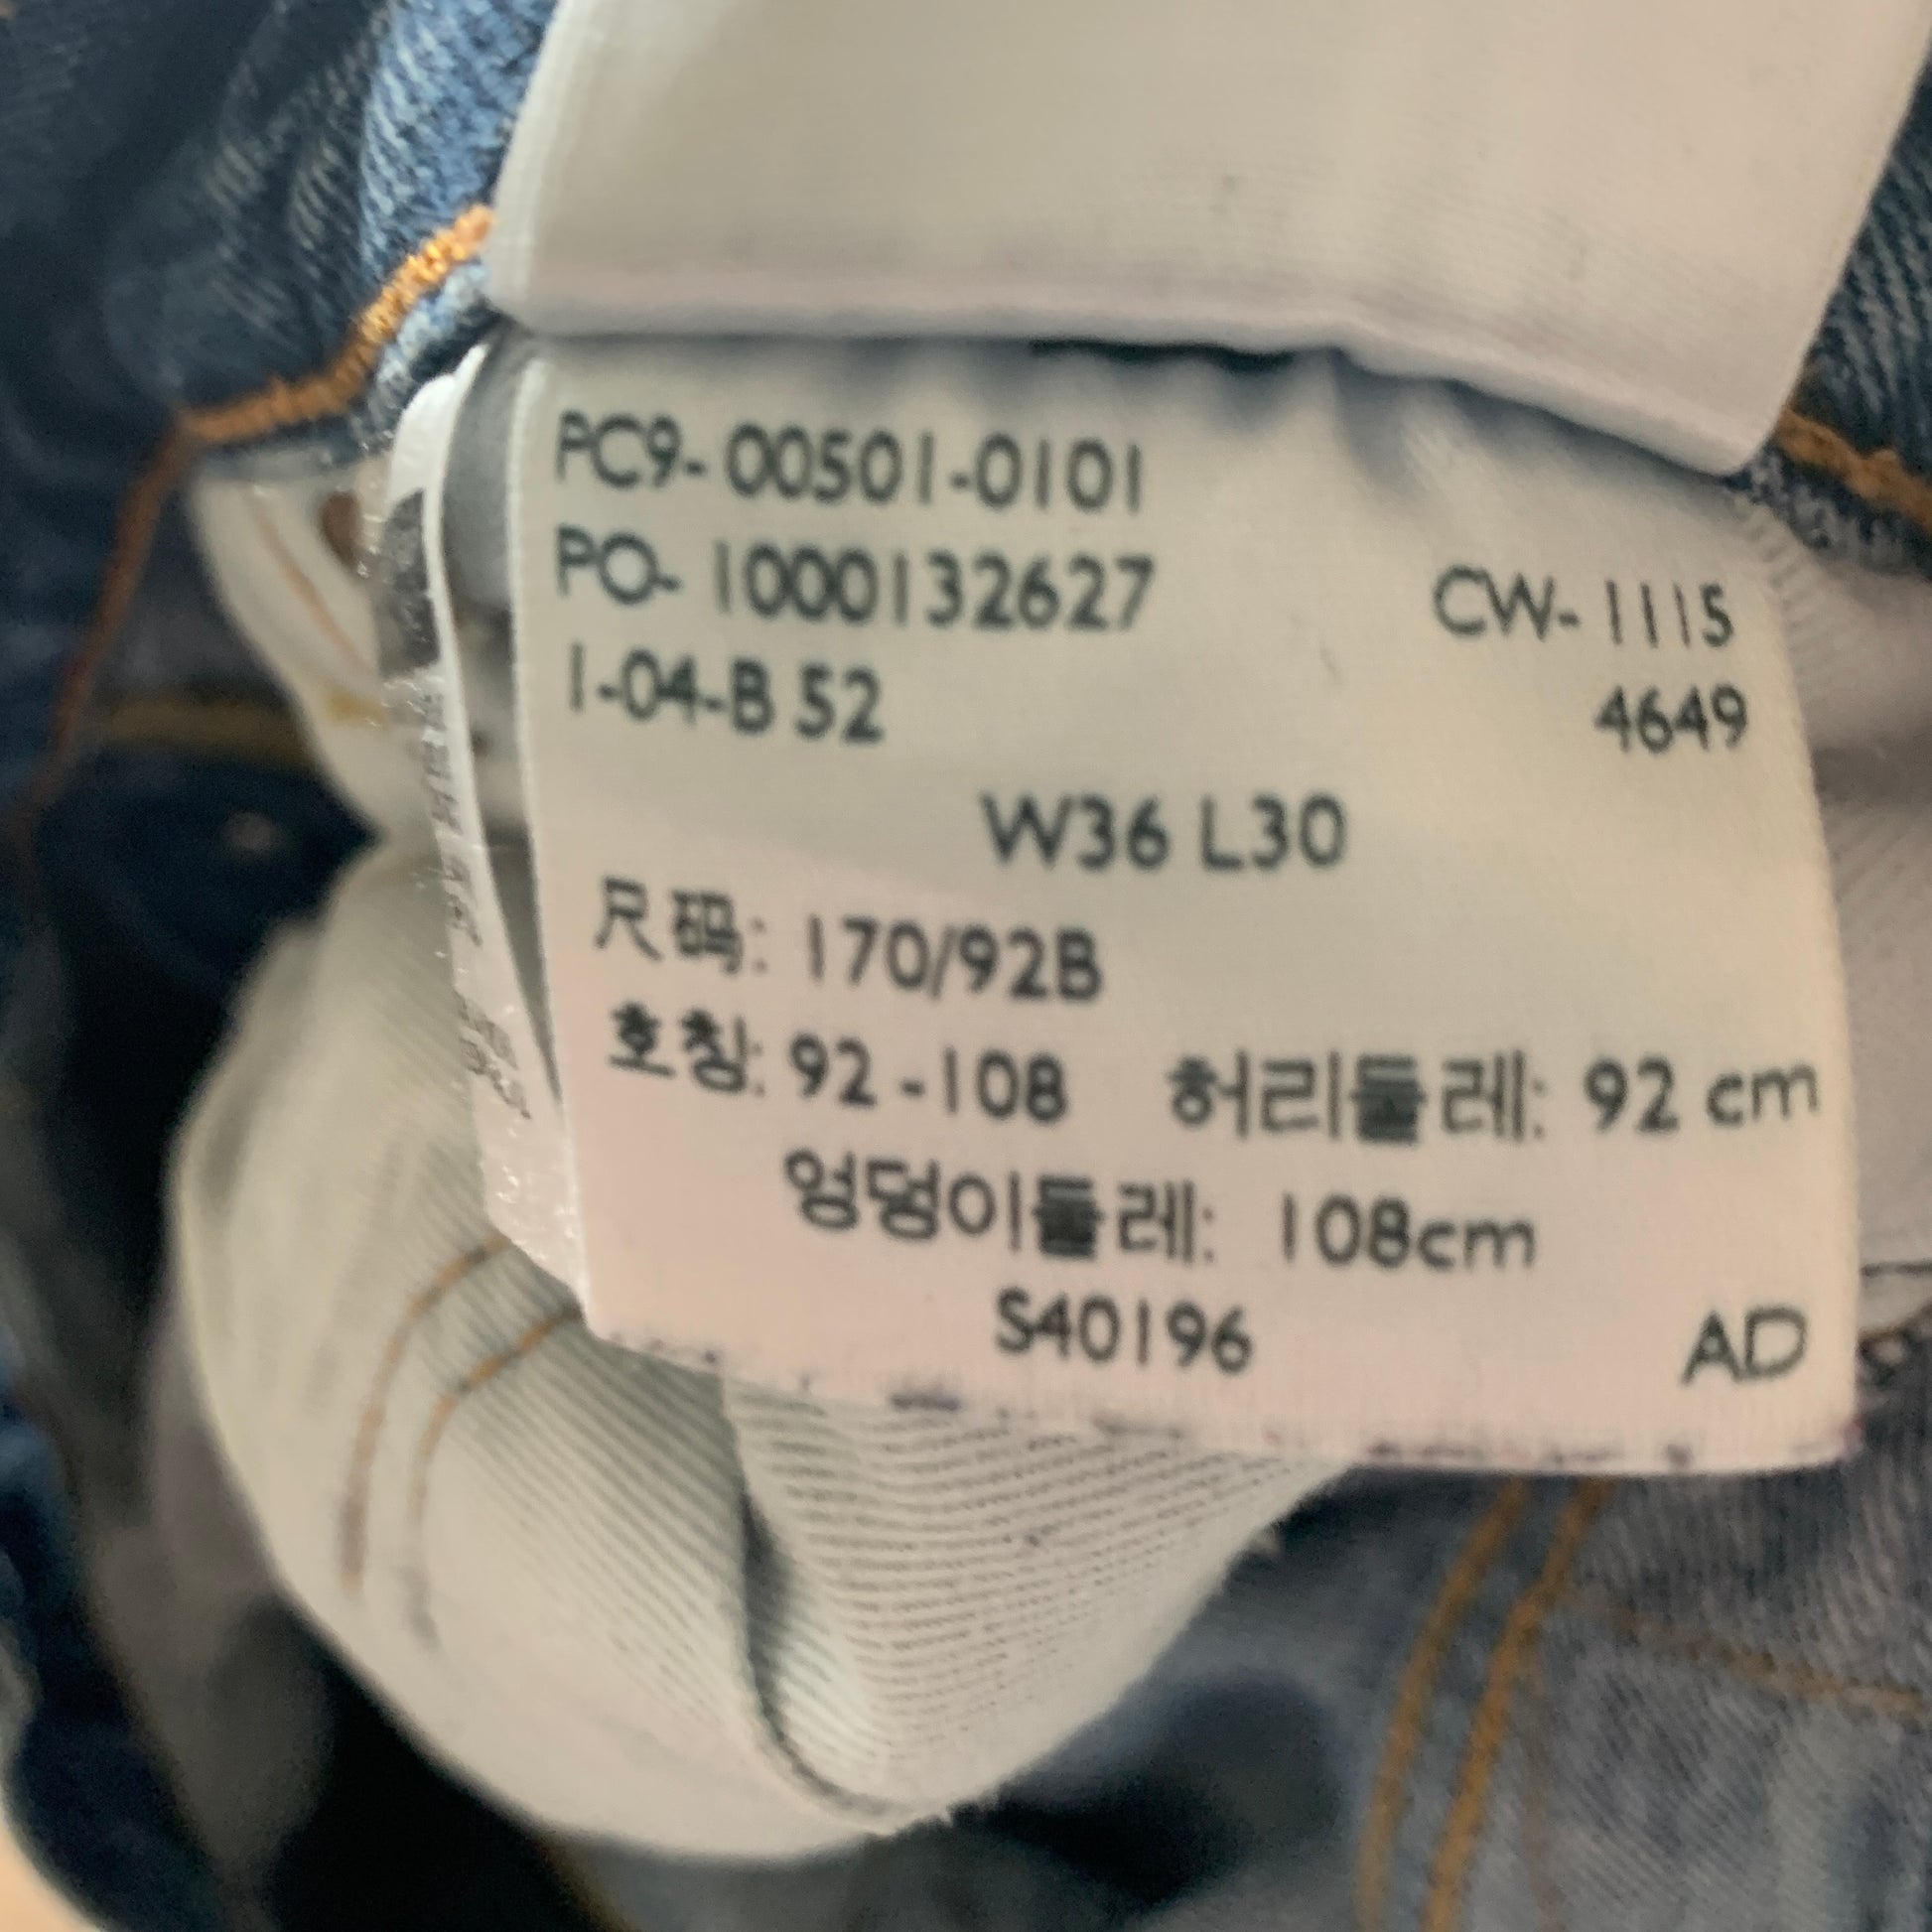 PC9-00501-0101
PO-1000132627
CW-1115
1-04-B 52
4649
W36 L30
尺码: 170/92B
호칭: 92-108 허리둘레: 92 cm
엉덩이둘레: 108cm
S40196
AD